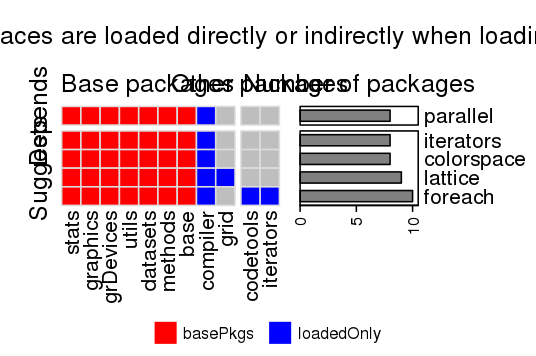 aces are loaded directly or indirectly when loadin
Base packages
Other packages
Number of packages
Depends
Suggests
parallel
iterators
colorspace
lattice
foreach
stats
graphics
grDevices
utils
datasets
methods
base
compiler
grid
codetools
iterators
0
5
10
basePkgs
loadedOnly